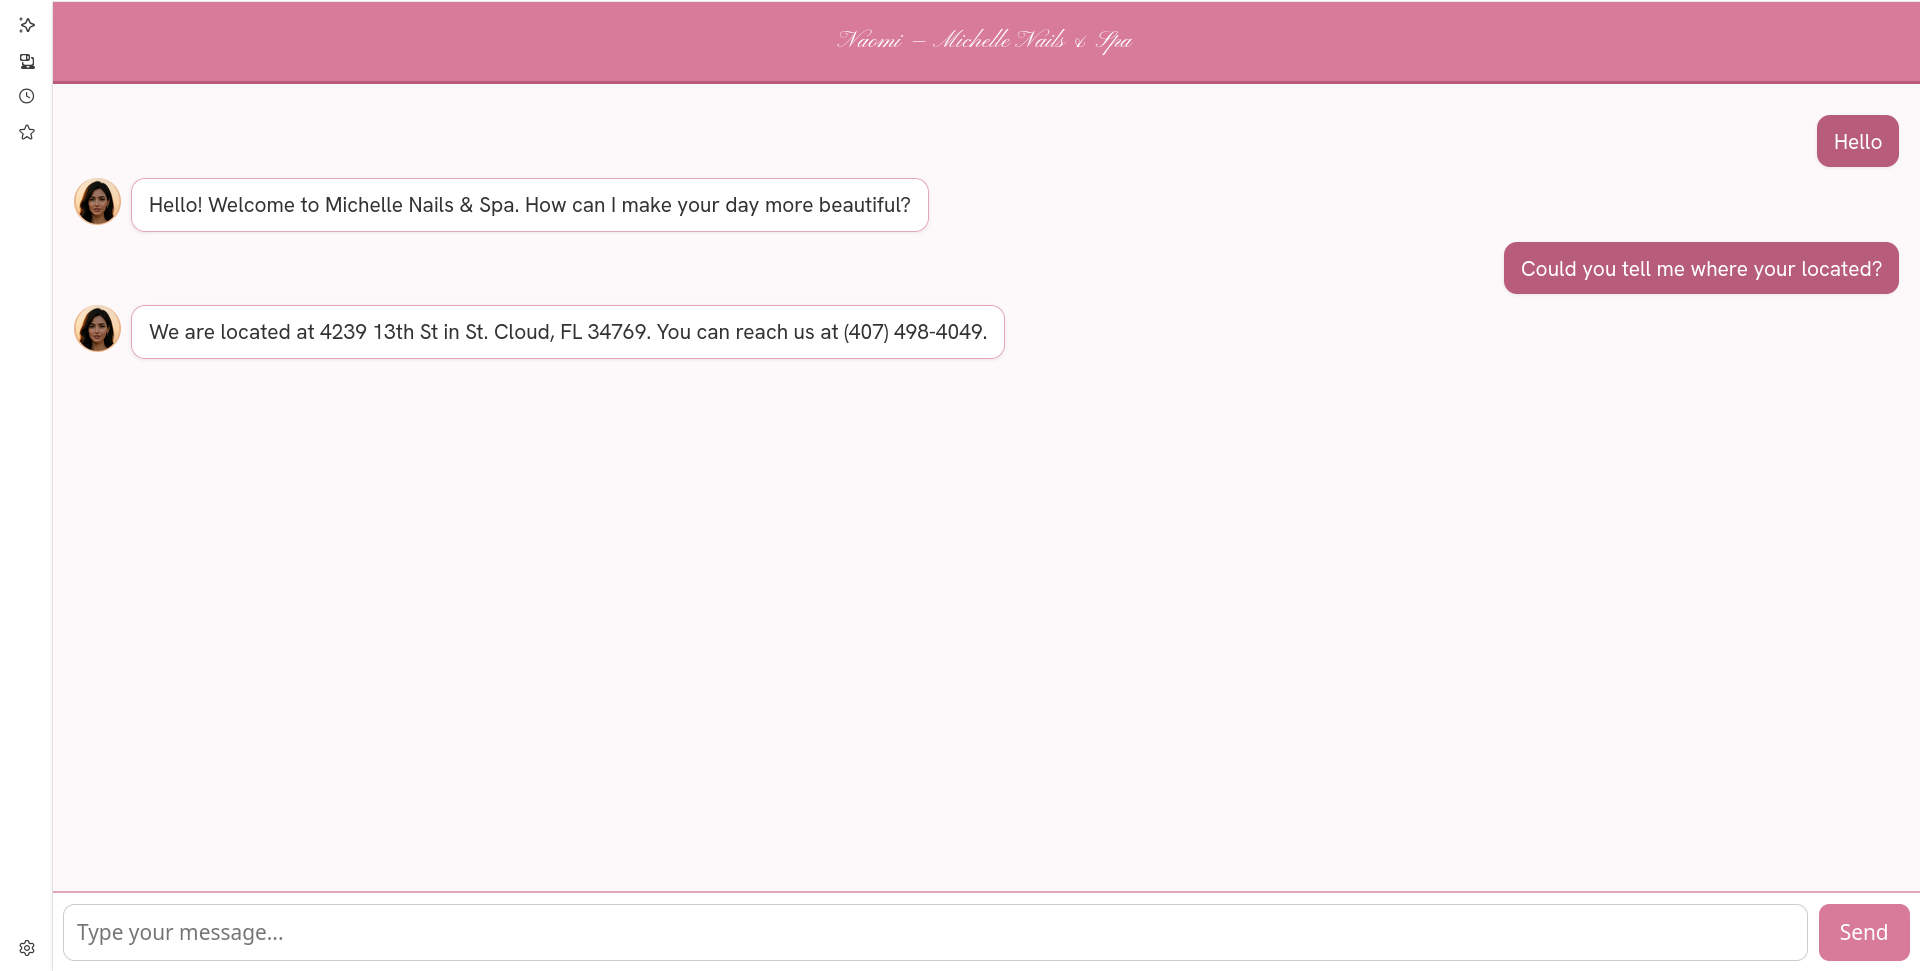 Naomi – Michelle Nails & Spa
Hello
Hello! Welcome to Michelle Nails & Spa. How can I make your day more beautiful?
Could you tell me where your located?
We are located at 4239 13th St in St. Cloud, FL 34769. You can reach us at (407) 498-4049.
Type your message...
Send